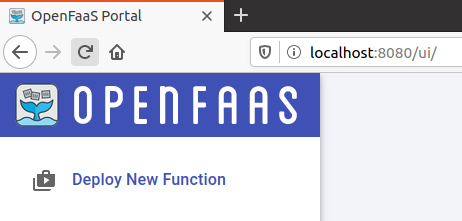 OpenFaaS Portal
localhost:8080/ui/
OPENFAAS
Deploy New Function